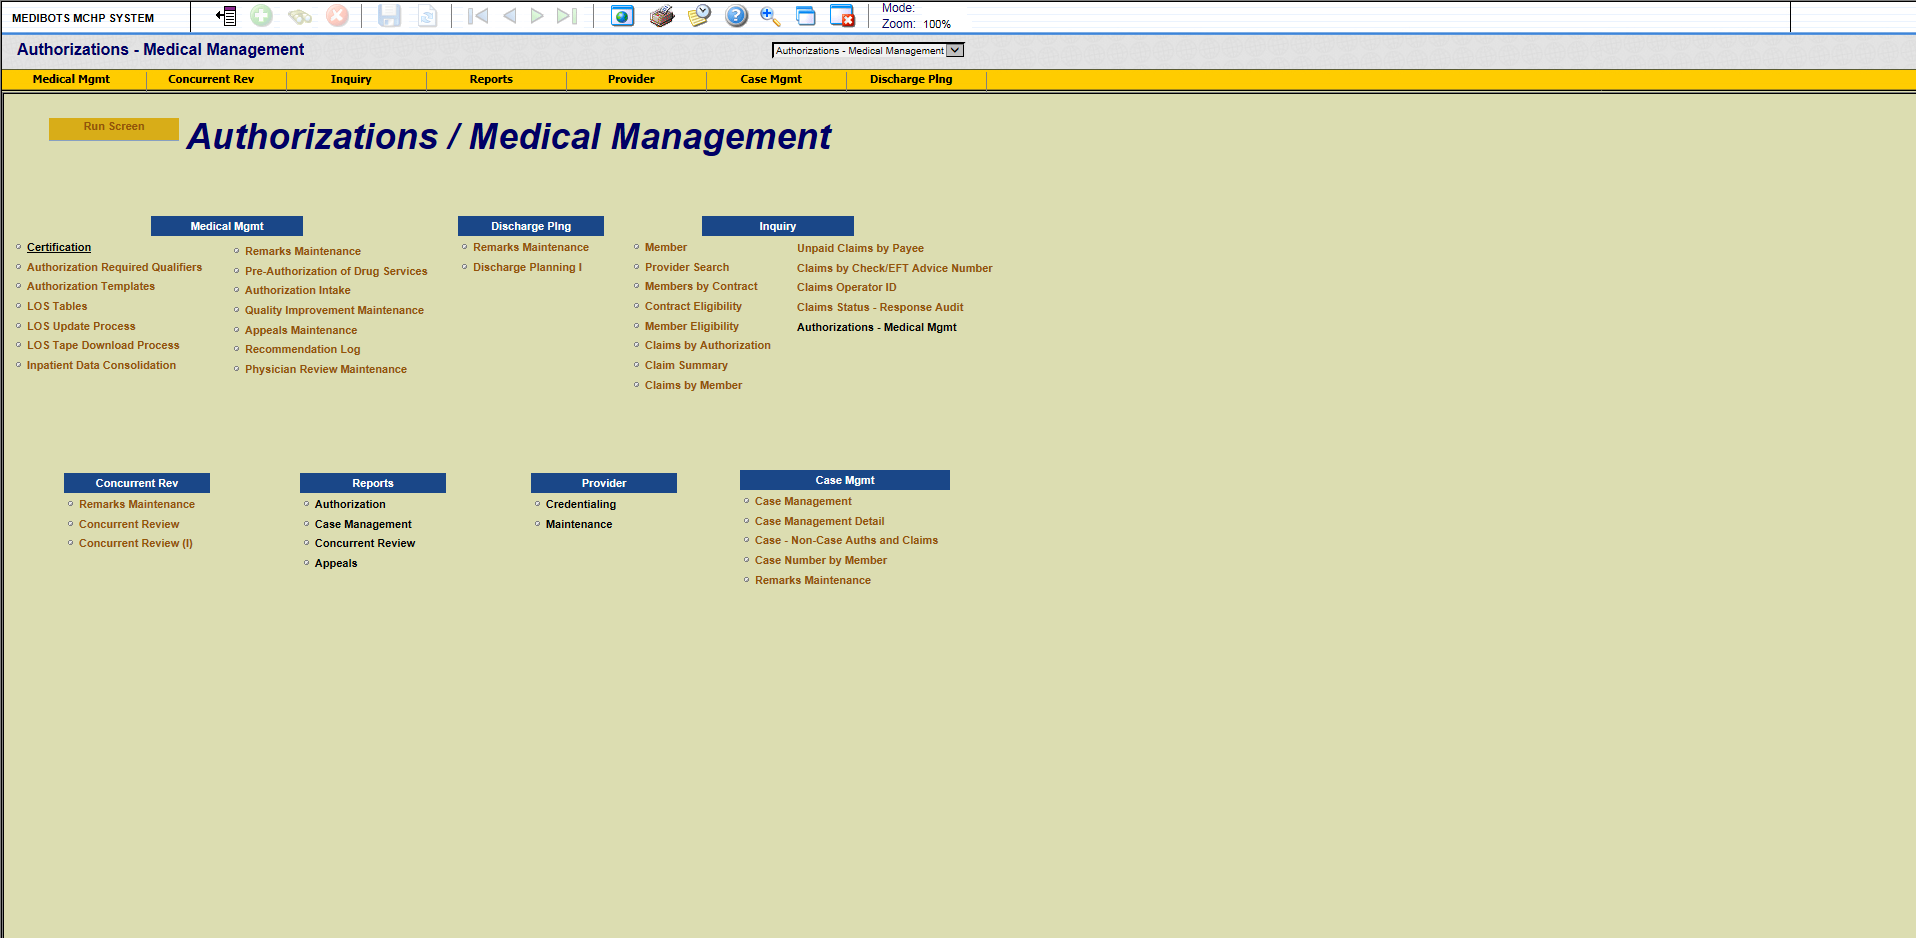 MEDIBOTS MCHP SYSTEM
Mode:
Zoom: 100%
Authorizations - Medical Management
Authorizations - Medical Management
Medical Mgmt
Concurrent Rev
Inquiry
Reports
Provider
Case Mgmt
Discharge Plng
Run Screen
Authorizations / Medical Management
Medical Mgmt
Certification
Authorization Required Qualifiers
Authorization Templates
LOS Tables
LOS Update Process
LOS Tape Download Process
Inpatient Data Consolidation
Remarks Maintenance
Pre-Authorization of Drug Services
Authorization Intake
Quality Improvement Maintenance
Appeals Maintenance
Recommendation Log
Physician Review Maintenance
Discharge Plng
Remarks Maintenance
Discharge Planning I
Inquiry
Member
Provider Search
Members by Contract
Contract Eligibility
Member Eligibility
Claims by Authorization
Claim Summary
Claims by Member
Unpaid Claims by Payee
Claims by Check/EFT Advice Number
Claims Operator ID
Claims Status - Response Audit
Authorizations - Medical Mgmt
Concurrent Rev
Remarks Maintenance
Concurrent Review
Concurrent Review (I)
Reports
Authorization
Case Management
Concurrent Review
Appeals
Provider
Credentialing
Maintenance
Case Mgmt
Case Management
Case Management Detail
Case - Non-Case Auths and Claims
Case Number by Member
Remarks Maintenance